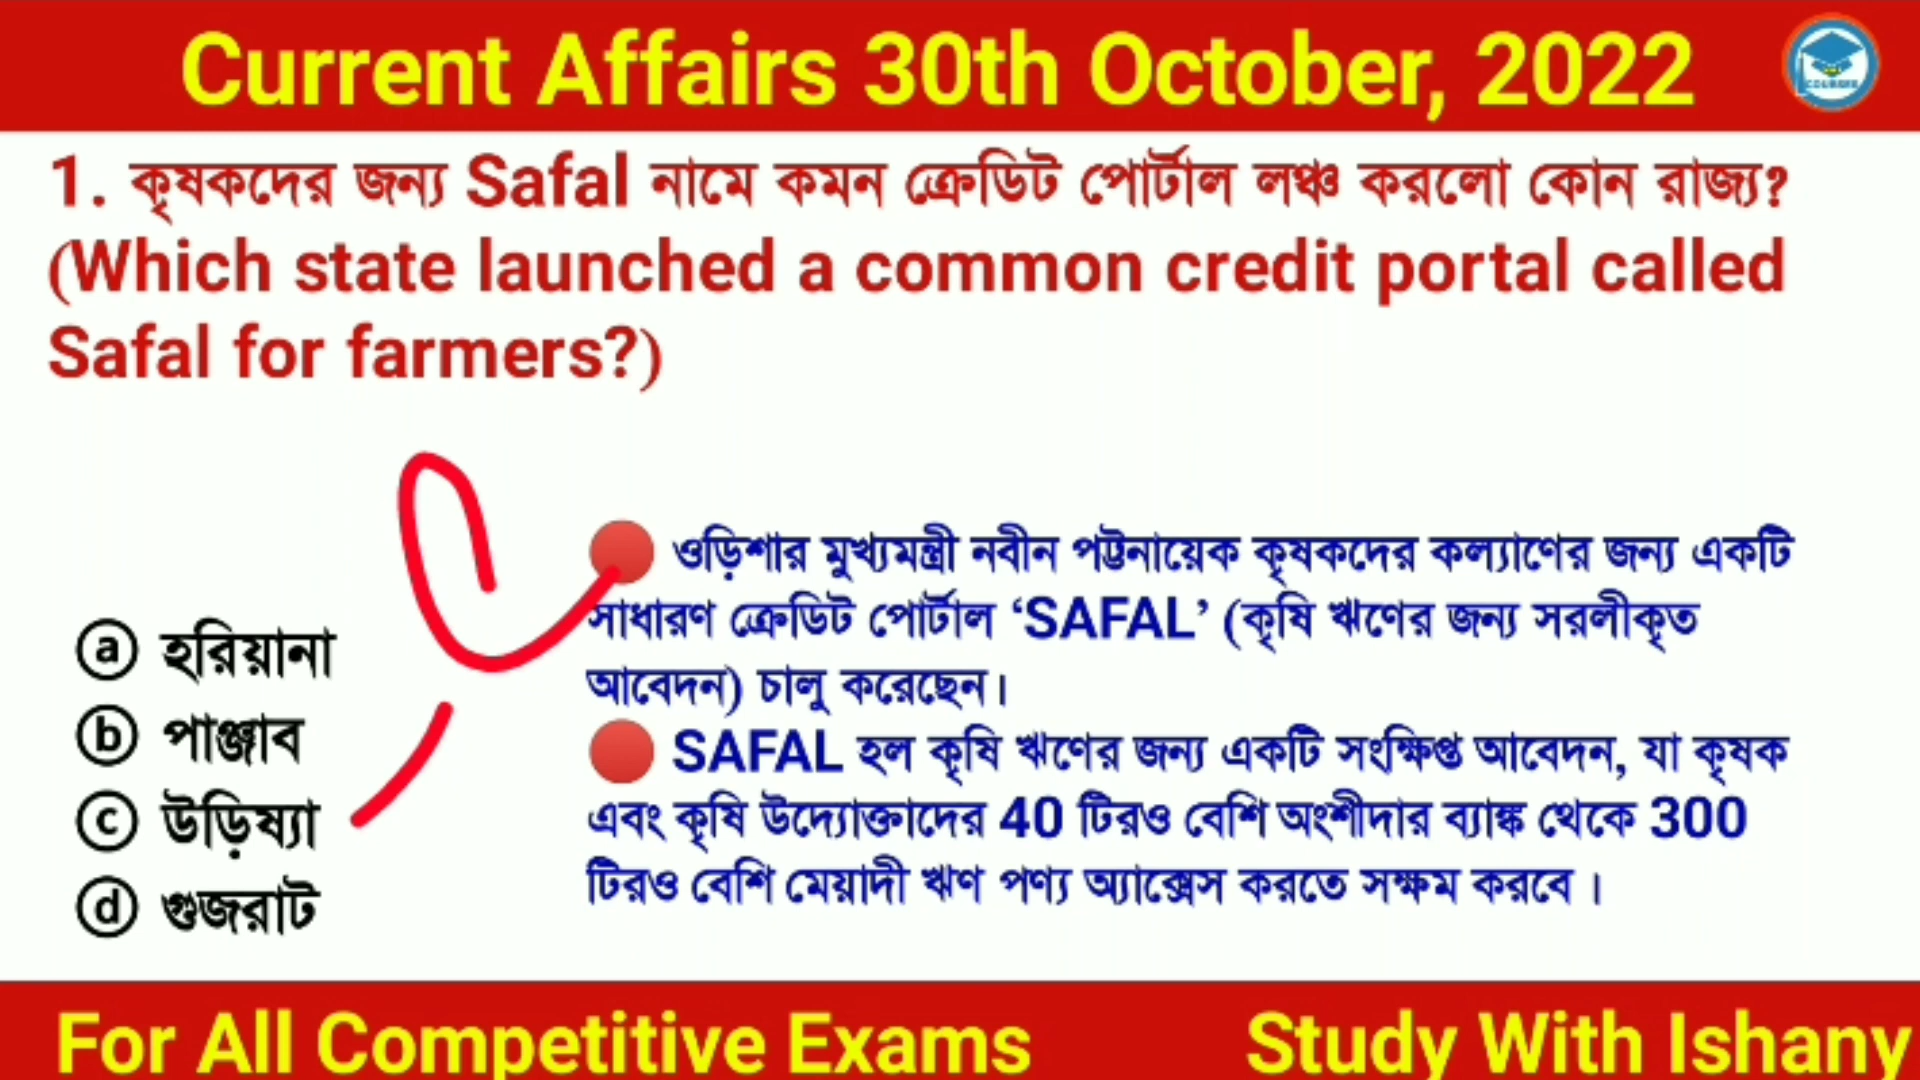 Current Affairs 30th October, 2022
COURSES
1. কৃষকদের জন্য Safal নামে কমন ক্রেডিট পোর্টাল লঞ্চ করলো কোন রাজ্য?
(Which state launched a common credit portal called
Safal for farmers?)
ⓐ হরিয়ানা
ⓑ পাঞ্জাব
ⓒ উড়িষ্যা
ⓓ গুজরাট
ওড়িশার মুখ্যমন্ত্রী নবীন পট্টনায়েক কৃষকদের কল্যাণের জন্য একটি
সাধারণ ক্রেডিট পোর্টাল ‘SAFAL’ (কৃষি ঋণের জন্য সরলীকৃত
আবেদন) চালু করেছেন।
SAFAL হল কৃষি ঋণের জন্য একটি সংক্ষিপ্ত আবেদন, যা কৃষক
এবং কৃষি উদ্যোক্তাদের 40 টিরও বেশি অংশীদার ব্যাঙ্ক থেকে 300
টিরও বেশি মেয়াদী ঋণ পণ্য অ্যাক্সেস করতে সক্ষম করবে ।
For All Competitive Exams
Study With Ishany